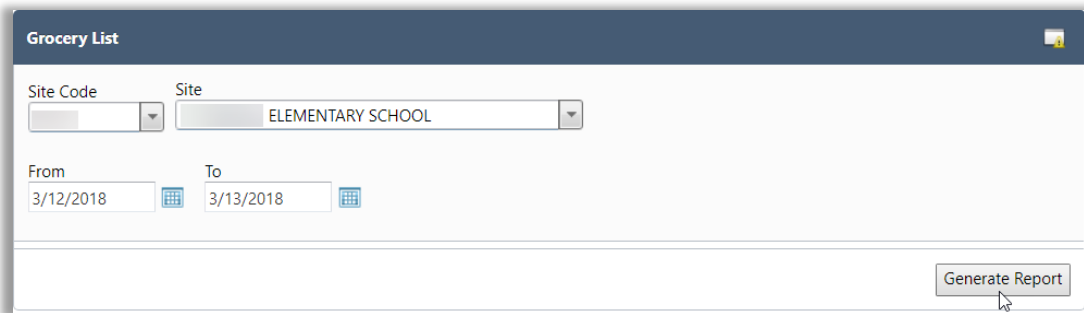 Grocery List
Site Code
Site
ELEMENTARY SCHOOL
From
To
3/12/2018
3/13/2018
Generate Report